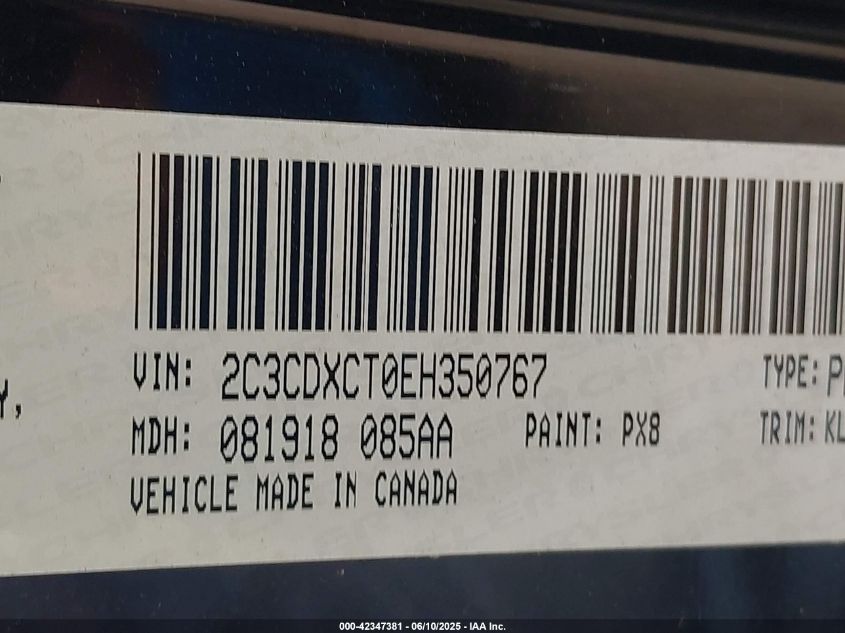 VIN: 2C3CDXCT0EH350767 TYPE:
MDH: 081918 085AA PAINT: PX8 TRIM: KL
VEHICLE MADE IN CANADA
000-42347381 - 06/10/2025 - IAA Inc.